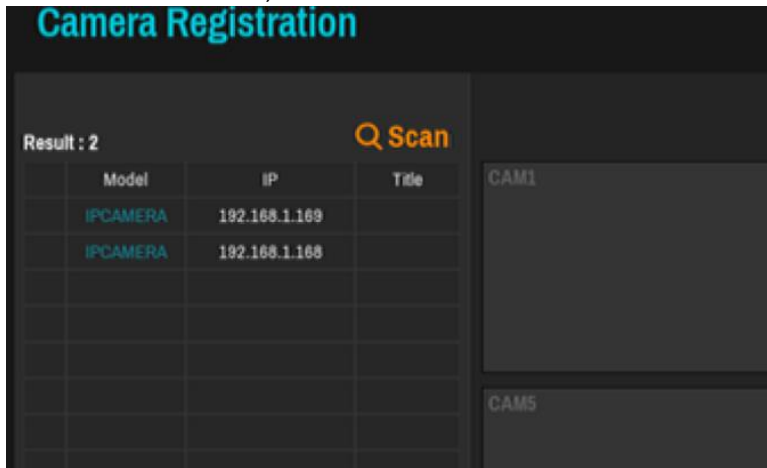 Camera Registration
Result : 2
Scan
Model IP Title
IPCAMERA 192.168.1.169
IPCAMERA 192.168.1.168
CAM1
CAM5